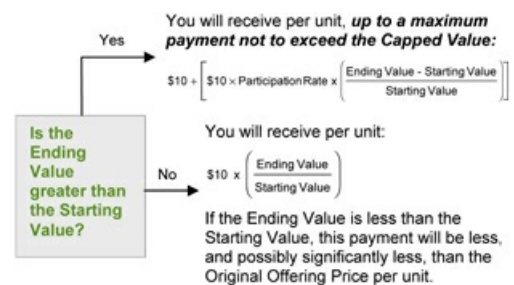 You will receive per unit, up to a maximum
payment not to exceed the Capped Value:
Yes
$10 + [$10 × Participation Rate x (Ending Value - Starting Value / Starting Value)]
Is the
Ending
Value
greater than
the Starting
Value?
No
You will receive per unit:
$10 x (Ending Value / Starting Value)
If the Ending Value is less than the
Starting Value, this payment will be less,
and possibly significantly less, than the
Original Offering Price per unit.